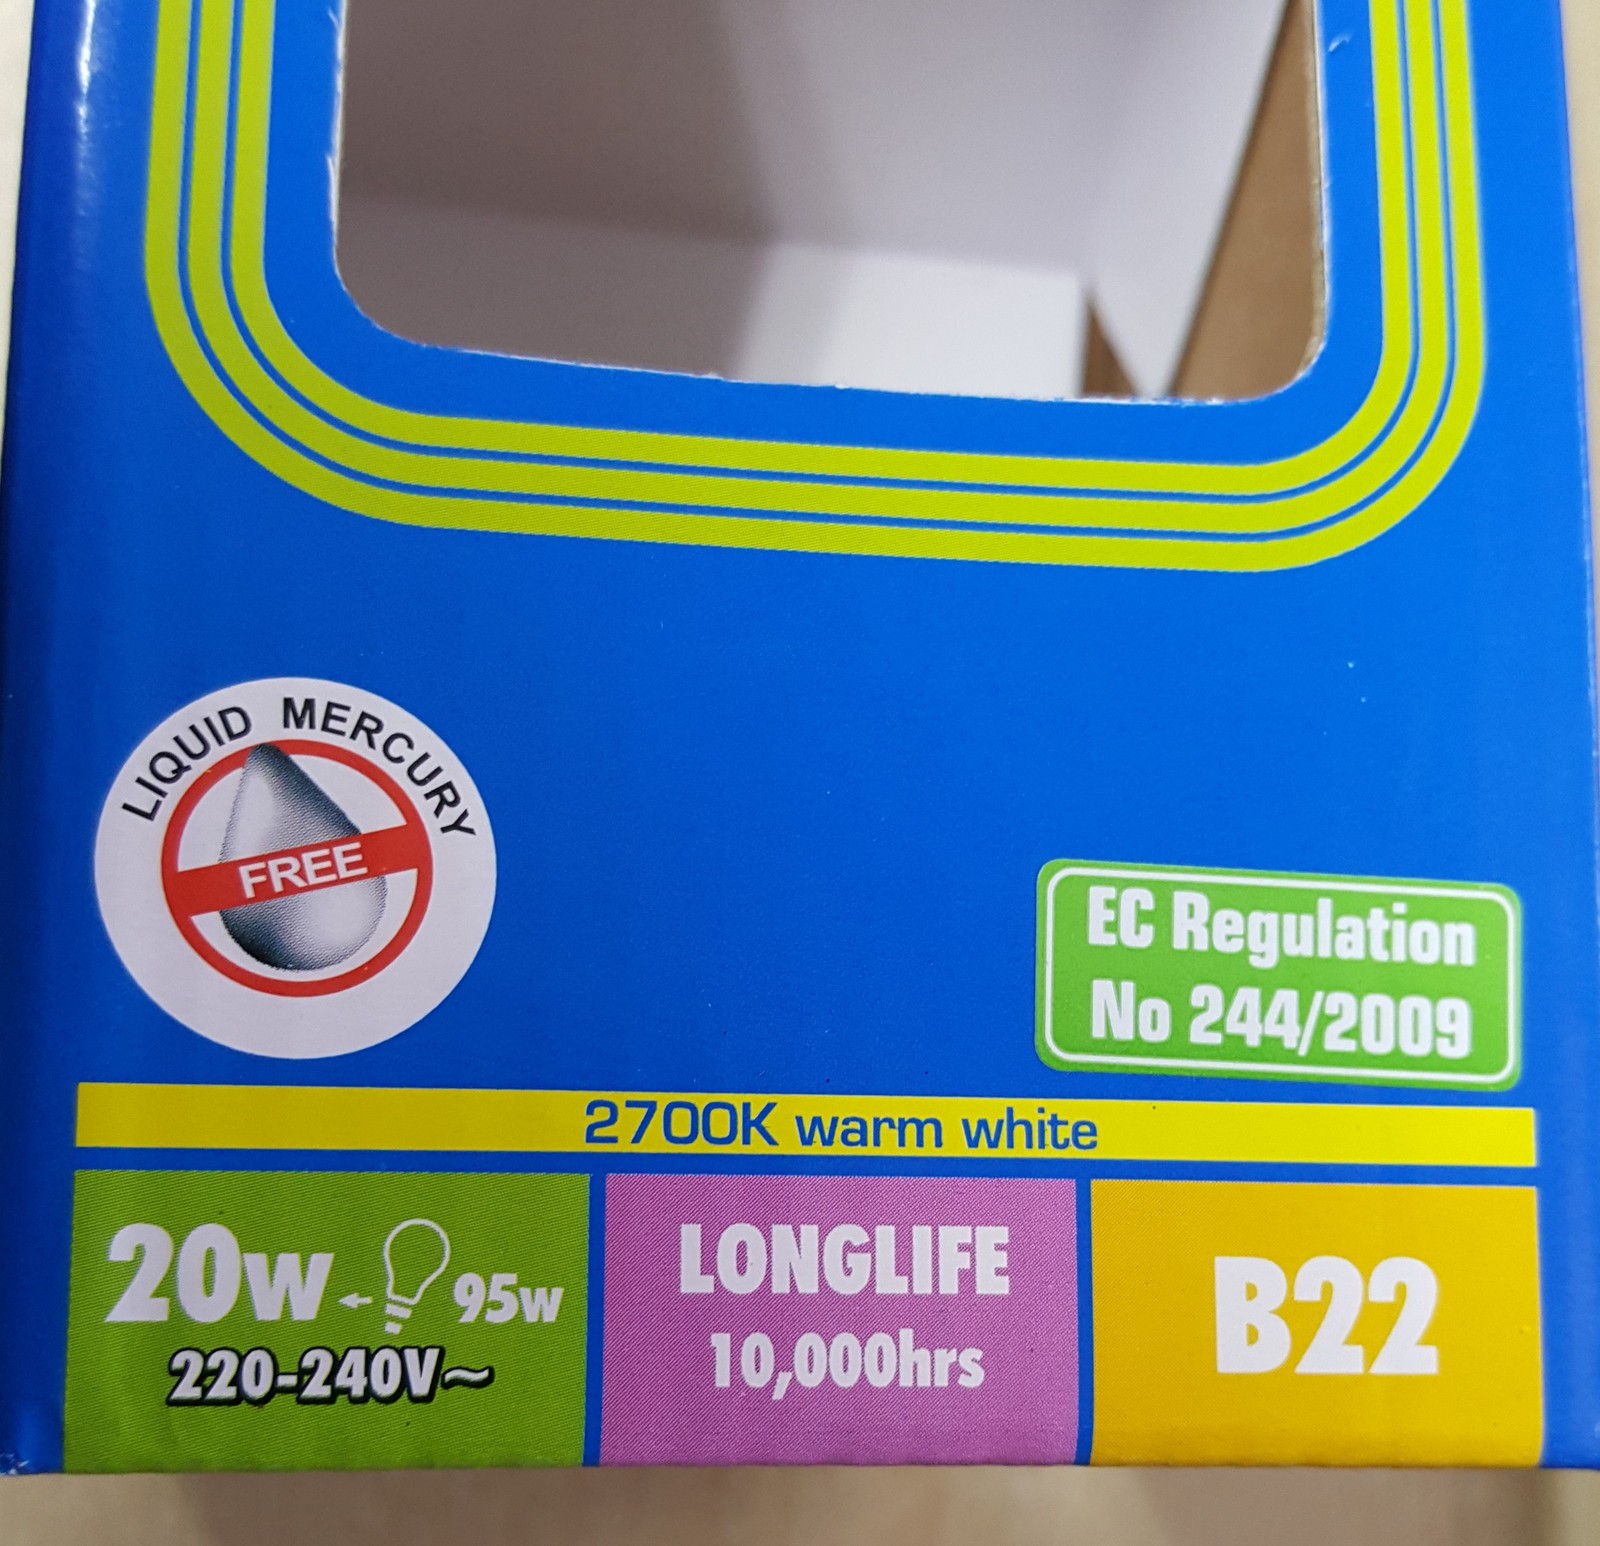 LIQUID MERCURY
FREE
EC Regulation
No 244/2009
2700K warm white
20w 95w
220-240V~
LONGLIFE
10,000hrs
B22